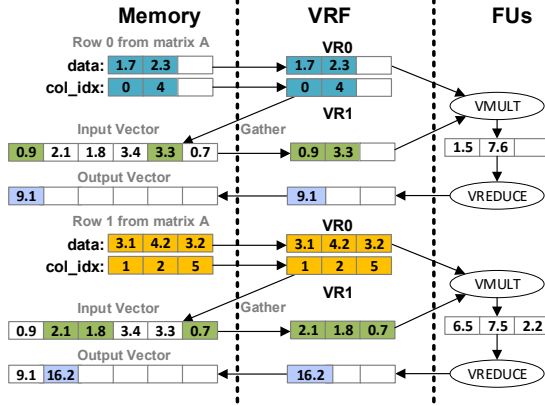 Memory VRF FUs
Row 0 from matrix A VR0
data: 1.7 2.3 1.7 2.3
col_idx: 0 4 0 4
VMULT
Input Vector Gather VR1
0.9 2.1 1.8 3.4 3.3 0.7 0.9 3.3 1.5 7.6
Output Vector
9.1 9.1 VREDUCE
Row 1 from matrix A VR0
data: 3.1 4.2 3.2 3.1 4.2 3.2
col_idx: 1 2 5 1 2 5
VMULT
Input Vector Gather VR1
0.9 2.1 1.8 3.4 3.3 0.7 2.1 1.8 0.7 6.5 7.5 2.2
Output Vector
9.1 16.2 16.2 VREDUCE